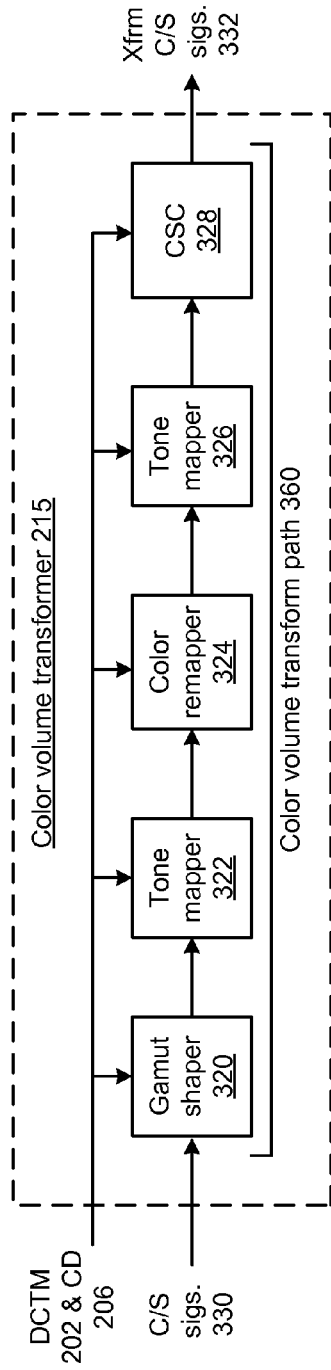 Color volume transformer 215
DCTM
202 & CD
206
C/S
sigs.
330
Gamut
shaper
320
Tone
mapper
322
Color
remapper
324
Tone
mapper
326
CSC
328
Xfrm
C/S
sigs.
332
Color volume transform path 360